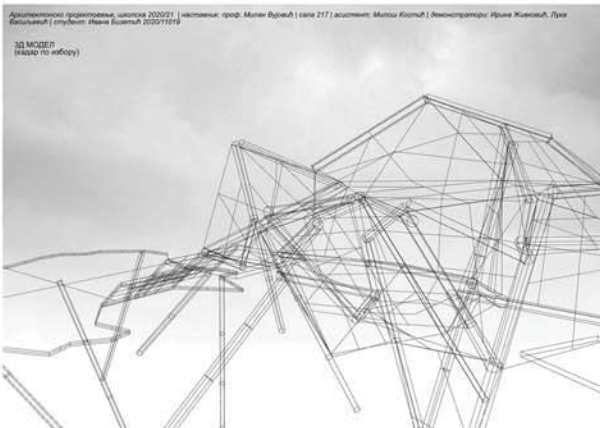 Архитектонско пројектовање, школска 2020/21 | наставник: проф. Милан Вујовић | сала 217 | асистент: Милош Костић | демонстратори: Ирина Живковић, Лука
Васиљевић | студент: Ивана Бизетић 2020/11019
3Д МОДЕЛ
(кадар по избору)